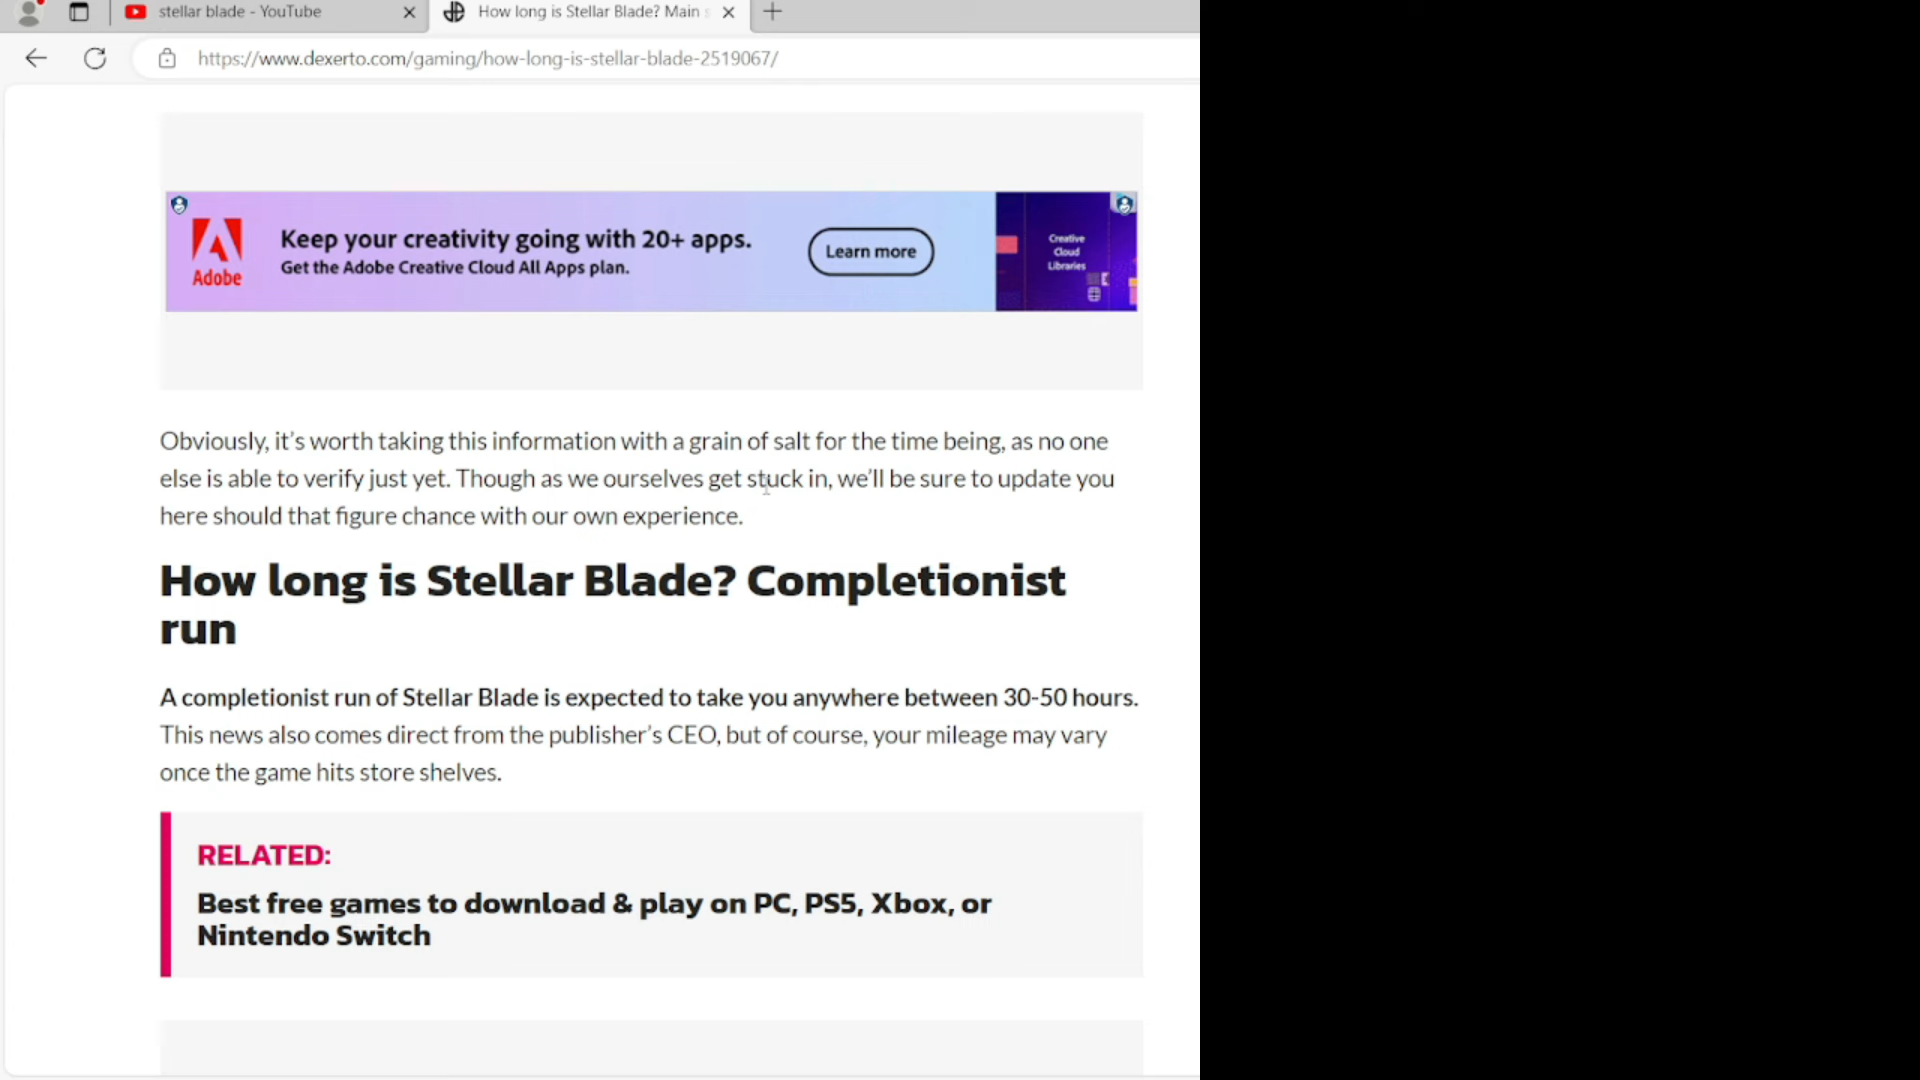 stellar blade - YouTube
How long is Stellar Blade? Main s
https://www.dexerto.com/gaming/how-long-is-stellar-blade-2519067/
Adobe
Keep your creativity going with 20+ apps.
Get the Adobe Creative Cloud All Apps plan.
Learn more
Creative
Cloud
Libraries
Obviously, it's worth taking this information with a grain of salt for the time being, as no one
else is able to verify just yet. Though as we ourselves get stuck in, we'll be sure to update you
here should that figure chance with our own experience.
How long is Stellar Blade? Completionist
run
A completionist run of Stellar Blade is expected to take you anywhere between 30-50 hours.
This news also comes direct from the publisher's CEO, but of course, your mileage may vary
once the game hits store shelves.
RELATED:
Best free games to download & play on PC, PS5, Xbox, or
Nintendo Switch